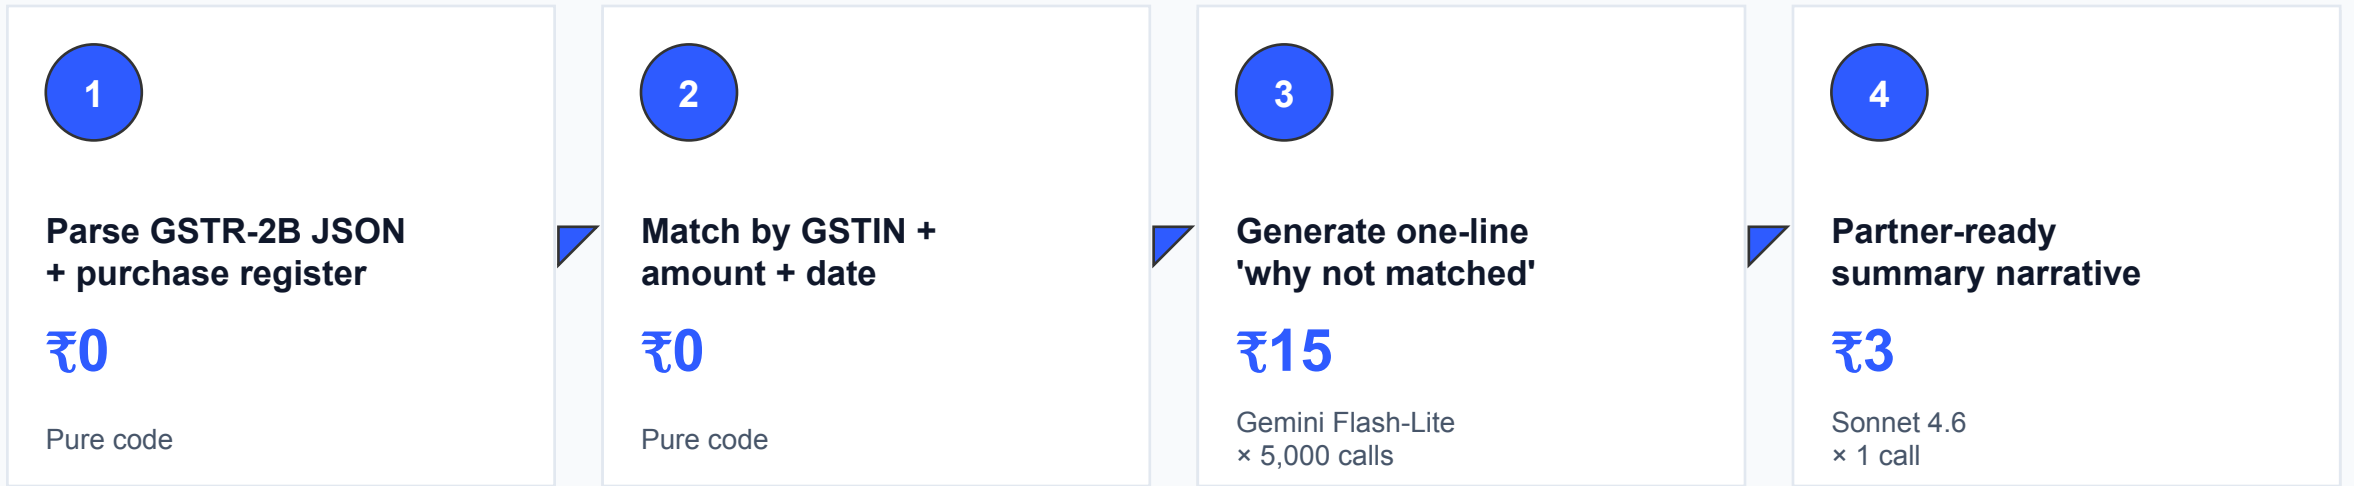 1
Parse GSTR-2B JSON
+ purchase register
₹0
Pure code
2
Match by GSTIN +
amount + date
₹0
Pure code
3
Generate one-line
'why not matched'
₹15
Gemini Flash-Lite
× 5,000 calls
4
Partner-ready
summary narrative
₹3
Sonnet 4.6
× 1 call